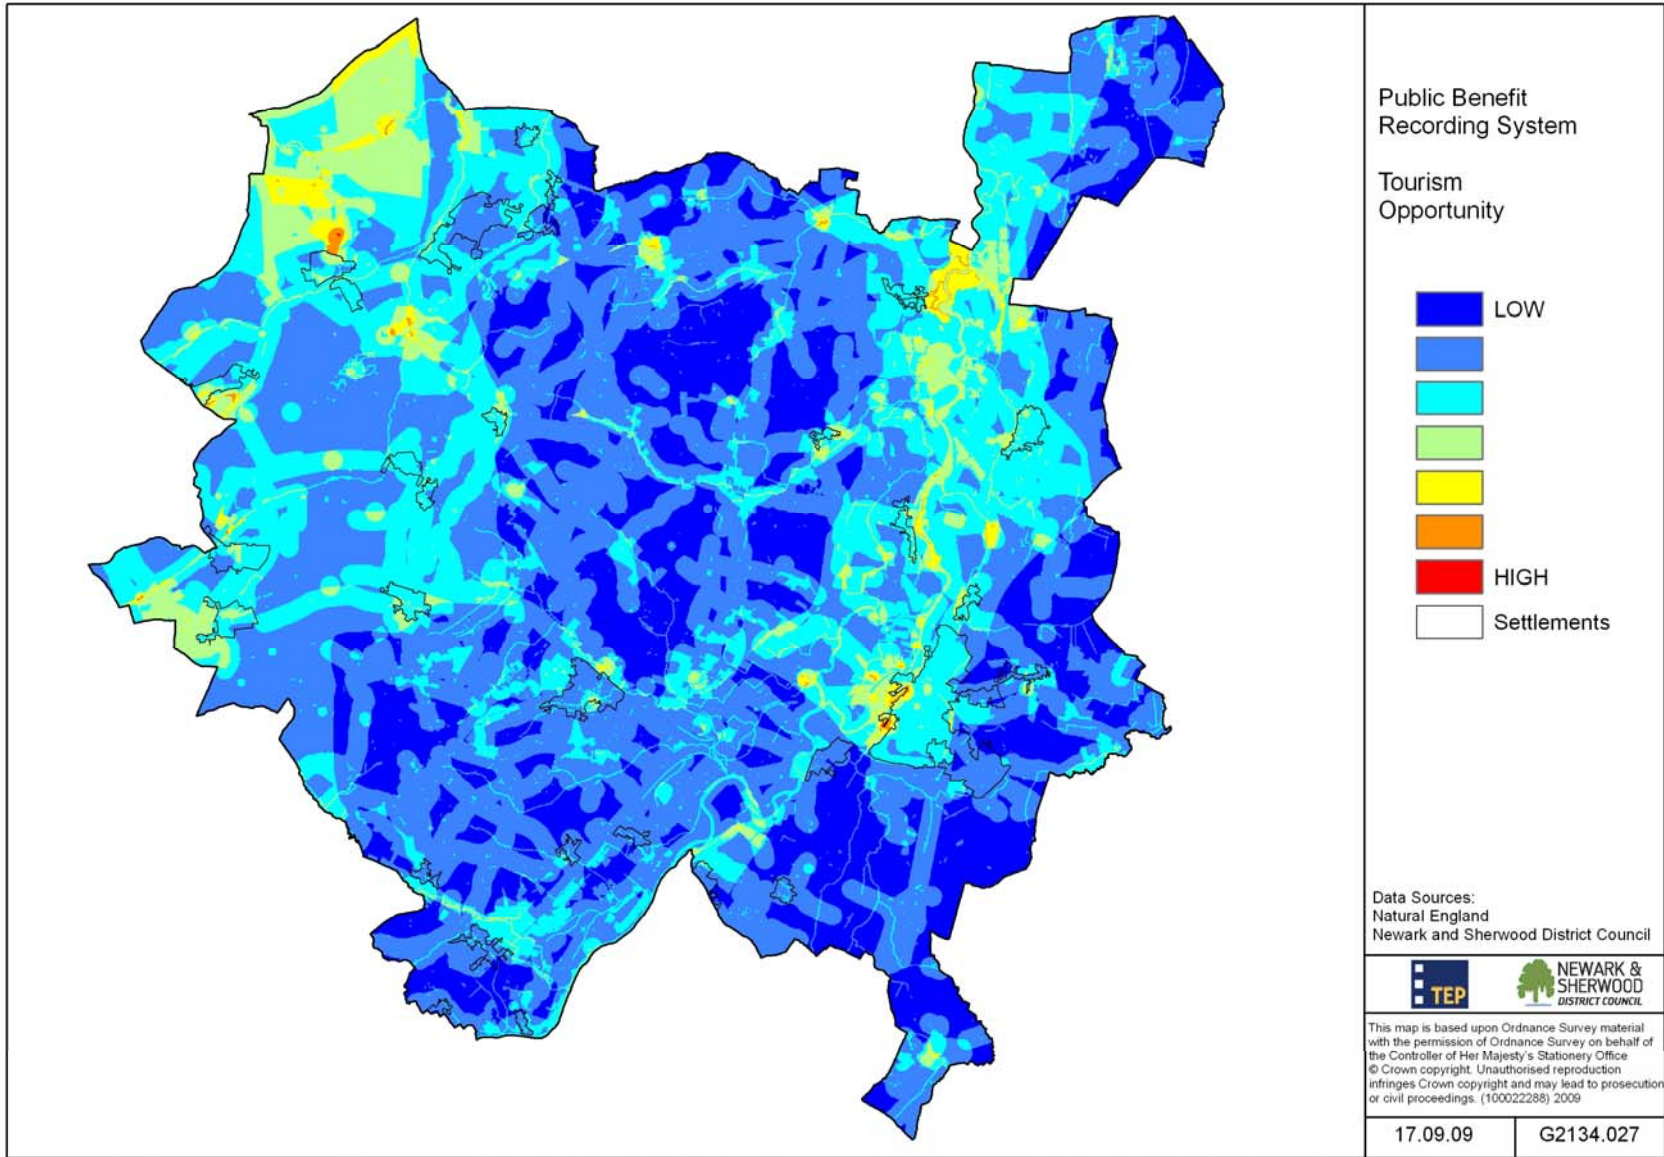 Public Benefit
Recording System
Tourism
Opportunity
LOW
HIGH
Settlements
Data Sources:
Natural England
Newark and Sherwood District Council
TEP
NEWARK &
SHERWOOD
DISTRICT COUNCIL
This map is based upon Ordnance Survey material
with the permission of Ordnance Survey on behalf of
the Controller of Her Majesty's Stationery Office
© Crown copyright. Unauthorised reproduction
infringes Crown copyright and may lead to prosecution
or civil proceedings. (100022288) 2009
17.09.09
G2134.027